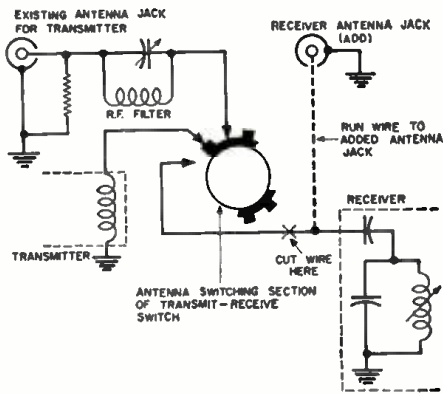 EXISTING ANTENNA JACK
FOR TRANSMITTER
RECEIVER ANTENNA JACK
(ADD)
R.F. FILTER
RUN WIRE TO
ADDED ANTENNA
JACK
RECEIVER
TRANSMITTER
CUT WIRE
HERE
ANTENNA SWITCHING SECTION
OF TRANSMIT-RECEIVE
SWITCH